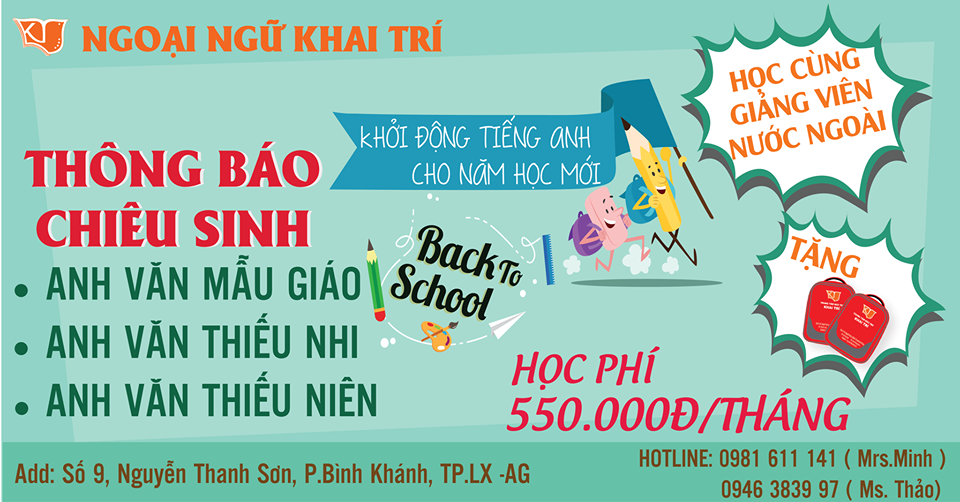 NGOẠI NGỮ KHAI TRÍ
HỌC CÙNG
GIẢNG VIÊN
NƯỚC NGOÀI
KHỞI ĐỘNG TIẾNG ANH
CHO NĂM HỌC MỚI
THÔNG BÁO
CHIÊU SINH
• ANH VĂN MẪU GIÁO
• ANH VĂN THIẾU NHI
• ANH VĂN THIẾU NIÊN
Back To
School
TẶNG
KHAI TRÍ
HỌC PHÍ
550.000Đ/THÁNG
Add: Số 9, Nguyễn Thanh Sơn, P.Bình Khánh, TP.LX -AG
HOTLINE: 0981 611 141 ( Mrs.Minh )
0946 3839 97 ( Ms. Thảo)